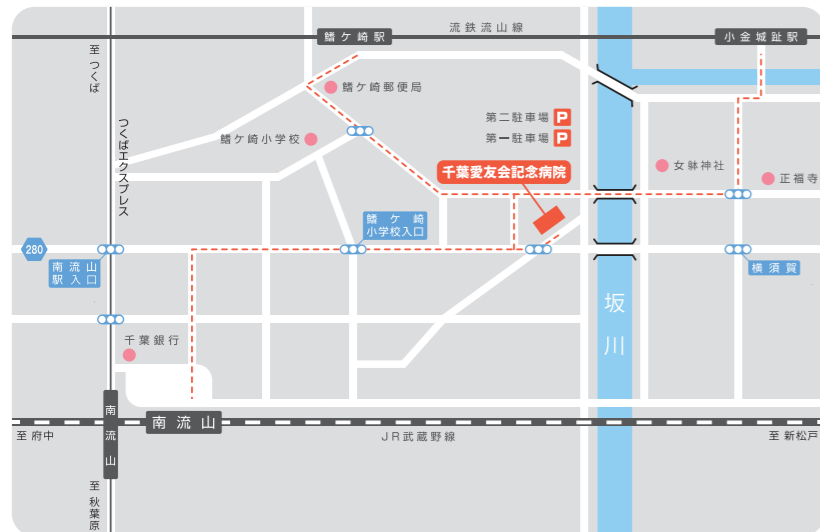 流鉄流山線
鰭ケ崎駅
小金城趾駅
至 つくば
鰭ケ崎郵便局
つくばエクスプレス
第二駐車場 P
第一駐車場 P
鰭ケ崎小学校
千葉愛友会記念病院
女躰神社
正福寺
鰭ケ崎
小学校入口
280
南流山
駅入口
横須賀
坂川
千葉銀行
南流山
南流山
至 府中
JR武蔵野線
至 新松戸
至 秋葉原